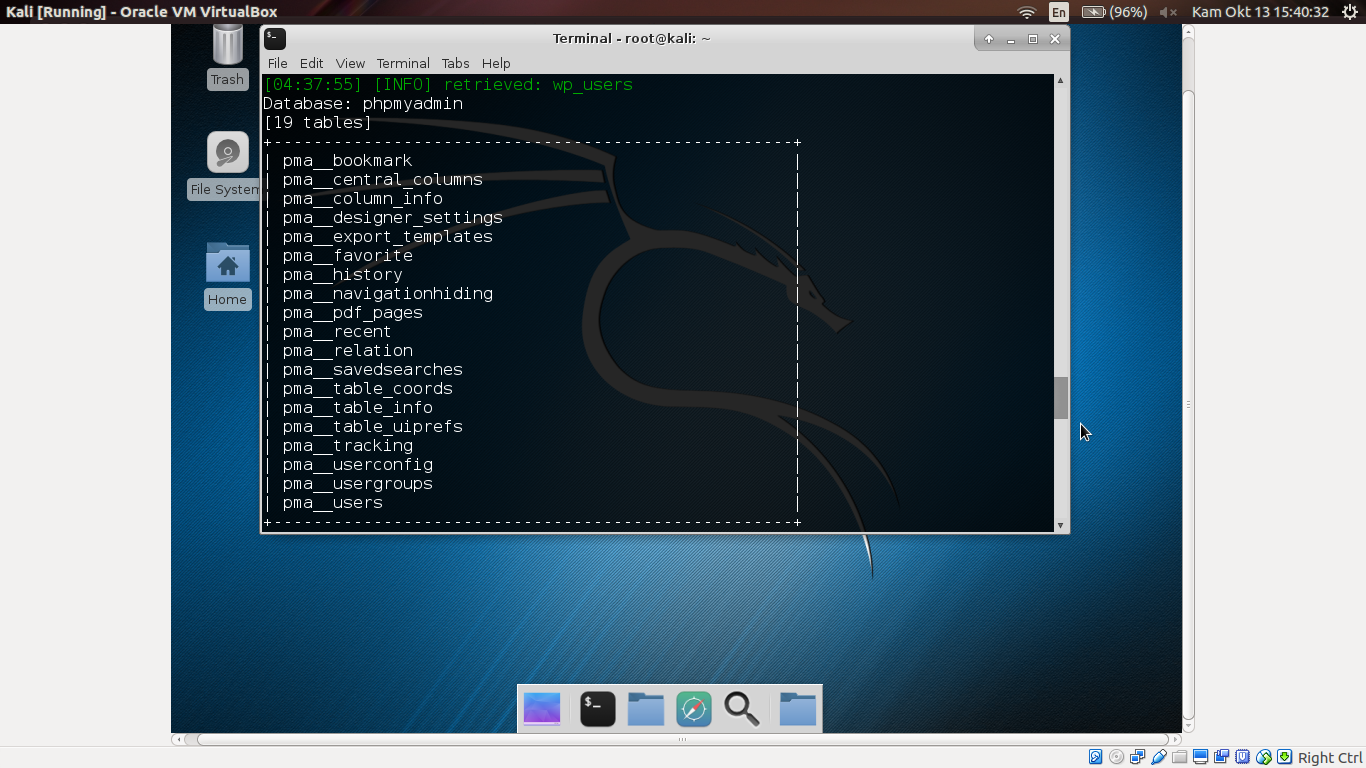 Kali [Running] - Oracle VM VirtualBox
En (96%) Kam Okt 13 15:40:32
Trash
File System
Home
Terminal - root@kali: ~
File Edit View Terminal Tabs Help
[04:37:55] [INFO] retrieved: wp_users
Database: phpmyadmin
[19 tables]
+----------------------------------------------------+
| pma__bookmark |
| pma__central_columns |
| pma__column_info |
| pma__designer_settings |
| pma__export_templates |
| pma__favorite |
| pma__history |
| pma__navigationhiding |
| pma__pdf_pages |
| pma__recent |
| pma__relation |
| pma__savedsearches |
| pma__table_coords |
| pma__table_info |
| pma__table_uiprefs |
| pma__tracking |
| pma__userconfig |
| pma__usergroups |
| pma__users |
+----------------------------------------------------+
Right Ctrl